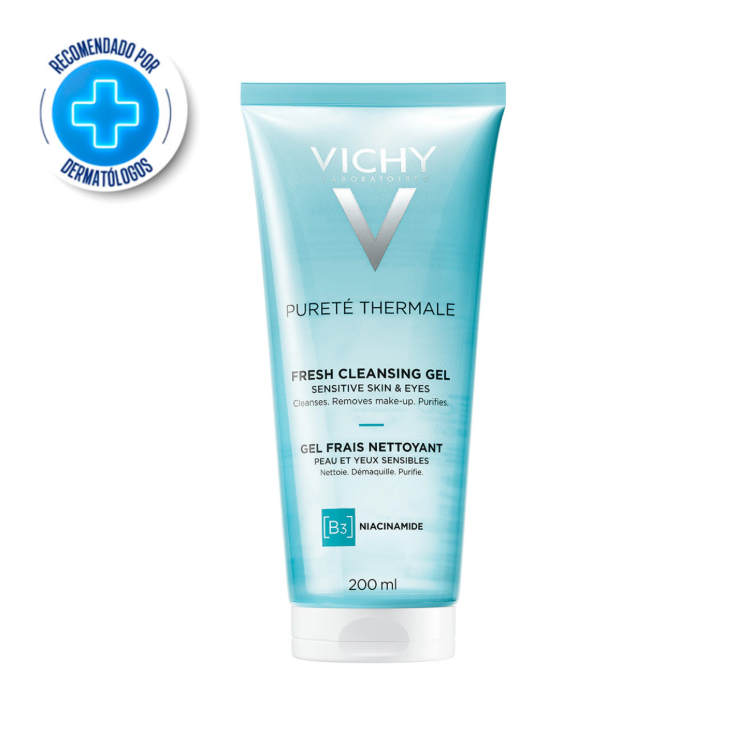 RECOMENDADO POR
DERMATÓLOGOS
VICHY
LABORATOIRES
V
PURETÉ THERMALE
FRESH CLEANSING GEL
SENSITIVE SKIN & EYES
Cleanses. Removes make-up. Purifies.
GEL FRAIS NETTOYANT
PEAU ET YEUX SENSIBLES
Nettoie. Démaquille. Purifie.
[B3] NIACINAMIDE
200 ml